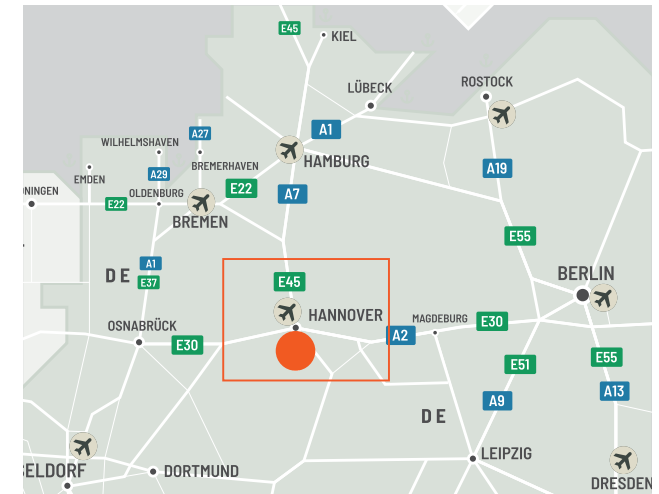 E45
KIEL
LÜBECK
ROSTOCK
A27
A1
WILHELMSHAVEN
BREMERHAVEN
HAMBURG
EMDEN
A29
A19
NINGEN
OLDENBURG
E22
A7
E22
BREMEN
E55
A1
DE
E37
E45
BERLIN
HANNOVER
MAGDEBURG
E30
OSNABRÜCK
E30
A2
E51
E55
A9
A13
DE
SELDORF
DORTMUND
LEIPZIG
DRESDEN